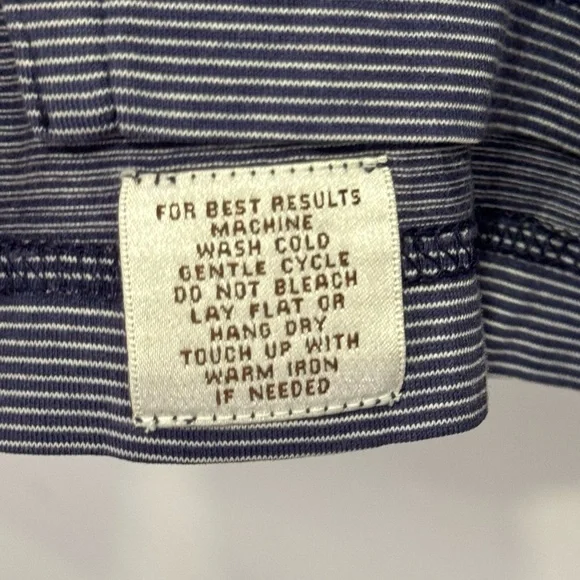 FOR BEST RESULTS
MACHINE
WASH COLD
GENTLE CYCLE
DO NOT BLEACH
LAY FLAT OR
HANG DRY
TOUCH UP WITH
WARM IRON
IF NEEDED